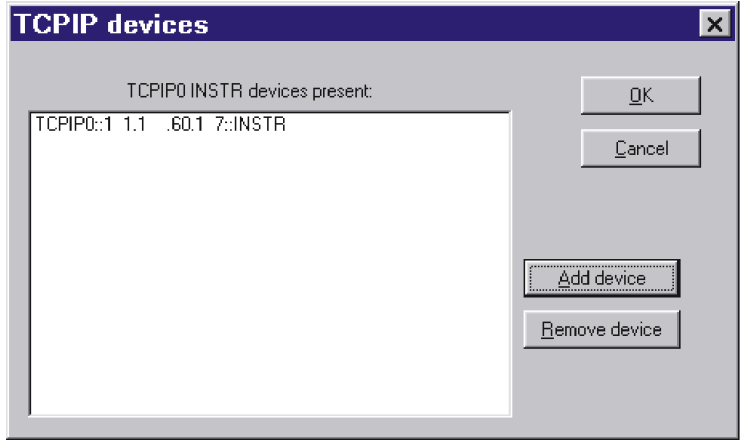 TCPIP devices
TCPIP0 INSTR devices present:
TCPIP0::1 1.1 .60.1 7::INSTR
OK
Cancel
Add device
Remove device